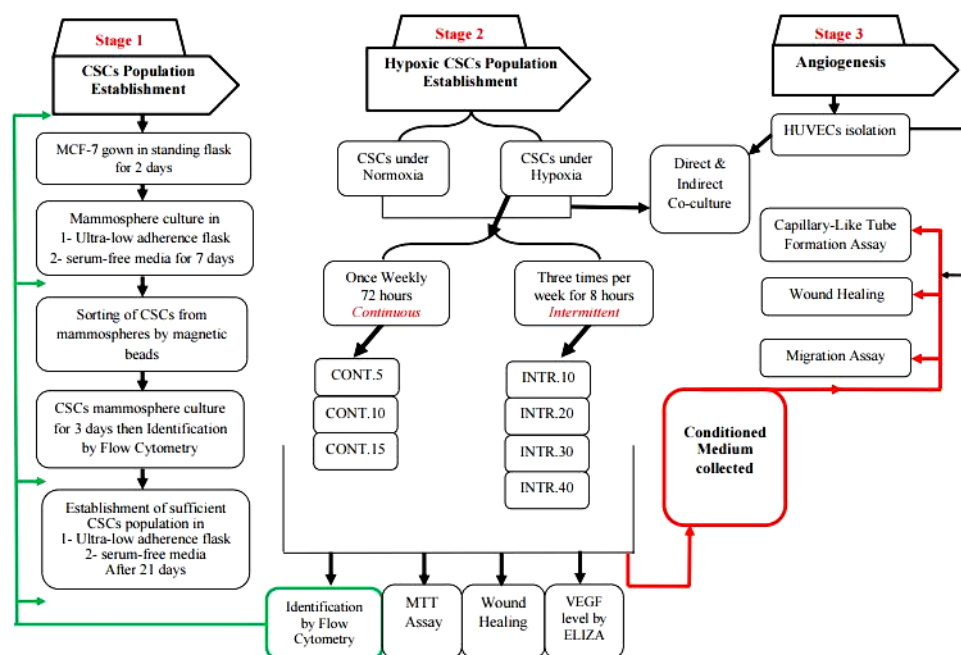 Stage 1
CSCs Population
Establishment
MCF-7 gown in standing flask
for 2 days
Mammosphere culture in
1- Ultra-low adherence flask
2- serum-free media for 7 days
Sorting of CSCs from
mammospheres by magnetic
beads
CSCs mammosphere culture
for 3 days then Identification
by Flow Cytometry
Establishment of sufficient
CSCs population in
1- Ultra-low adherence flask
2- serum-free media
After 21 days
Stage 2
Hypoxic CSCs Population
Establishment
CSCs under
Normoxia
CSCs under
Hypoxia
Direct &
Indirect
Co-culture
Once Weekly
72 hours
Continuous
Three times per
week for 8 hours
Intermittent
CONT.5
CONT.10
CONT.15
INTR.10
INTR.20
INTR.30
INTR.40
Identification
by Flow
Cytometry
MTT
Assay
Wound
Healing
VEGF
level by
ELIZA
Stage 3
Angiogenesis
HUVECs isolation
Capillary-Like Tube
Formation Assay
Wound Healing
Migration Assay
Conditioned
Medium
collected